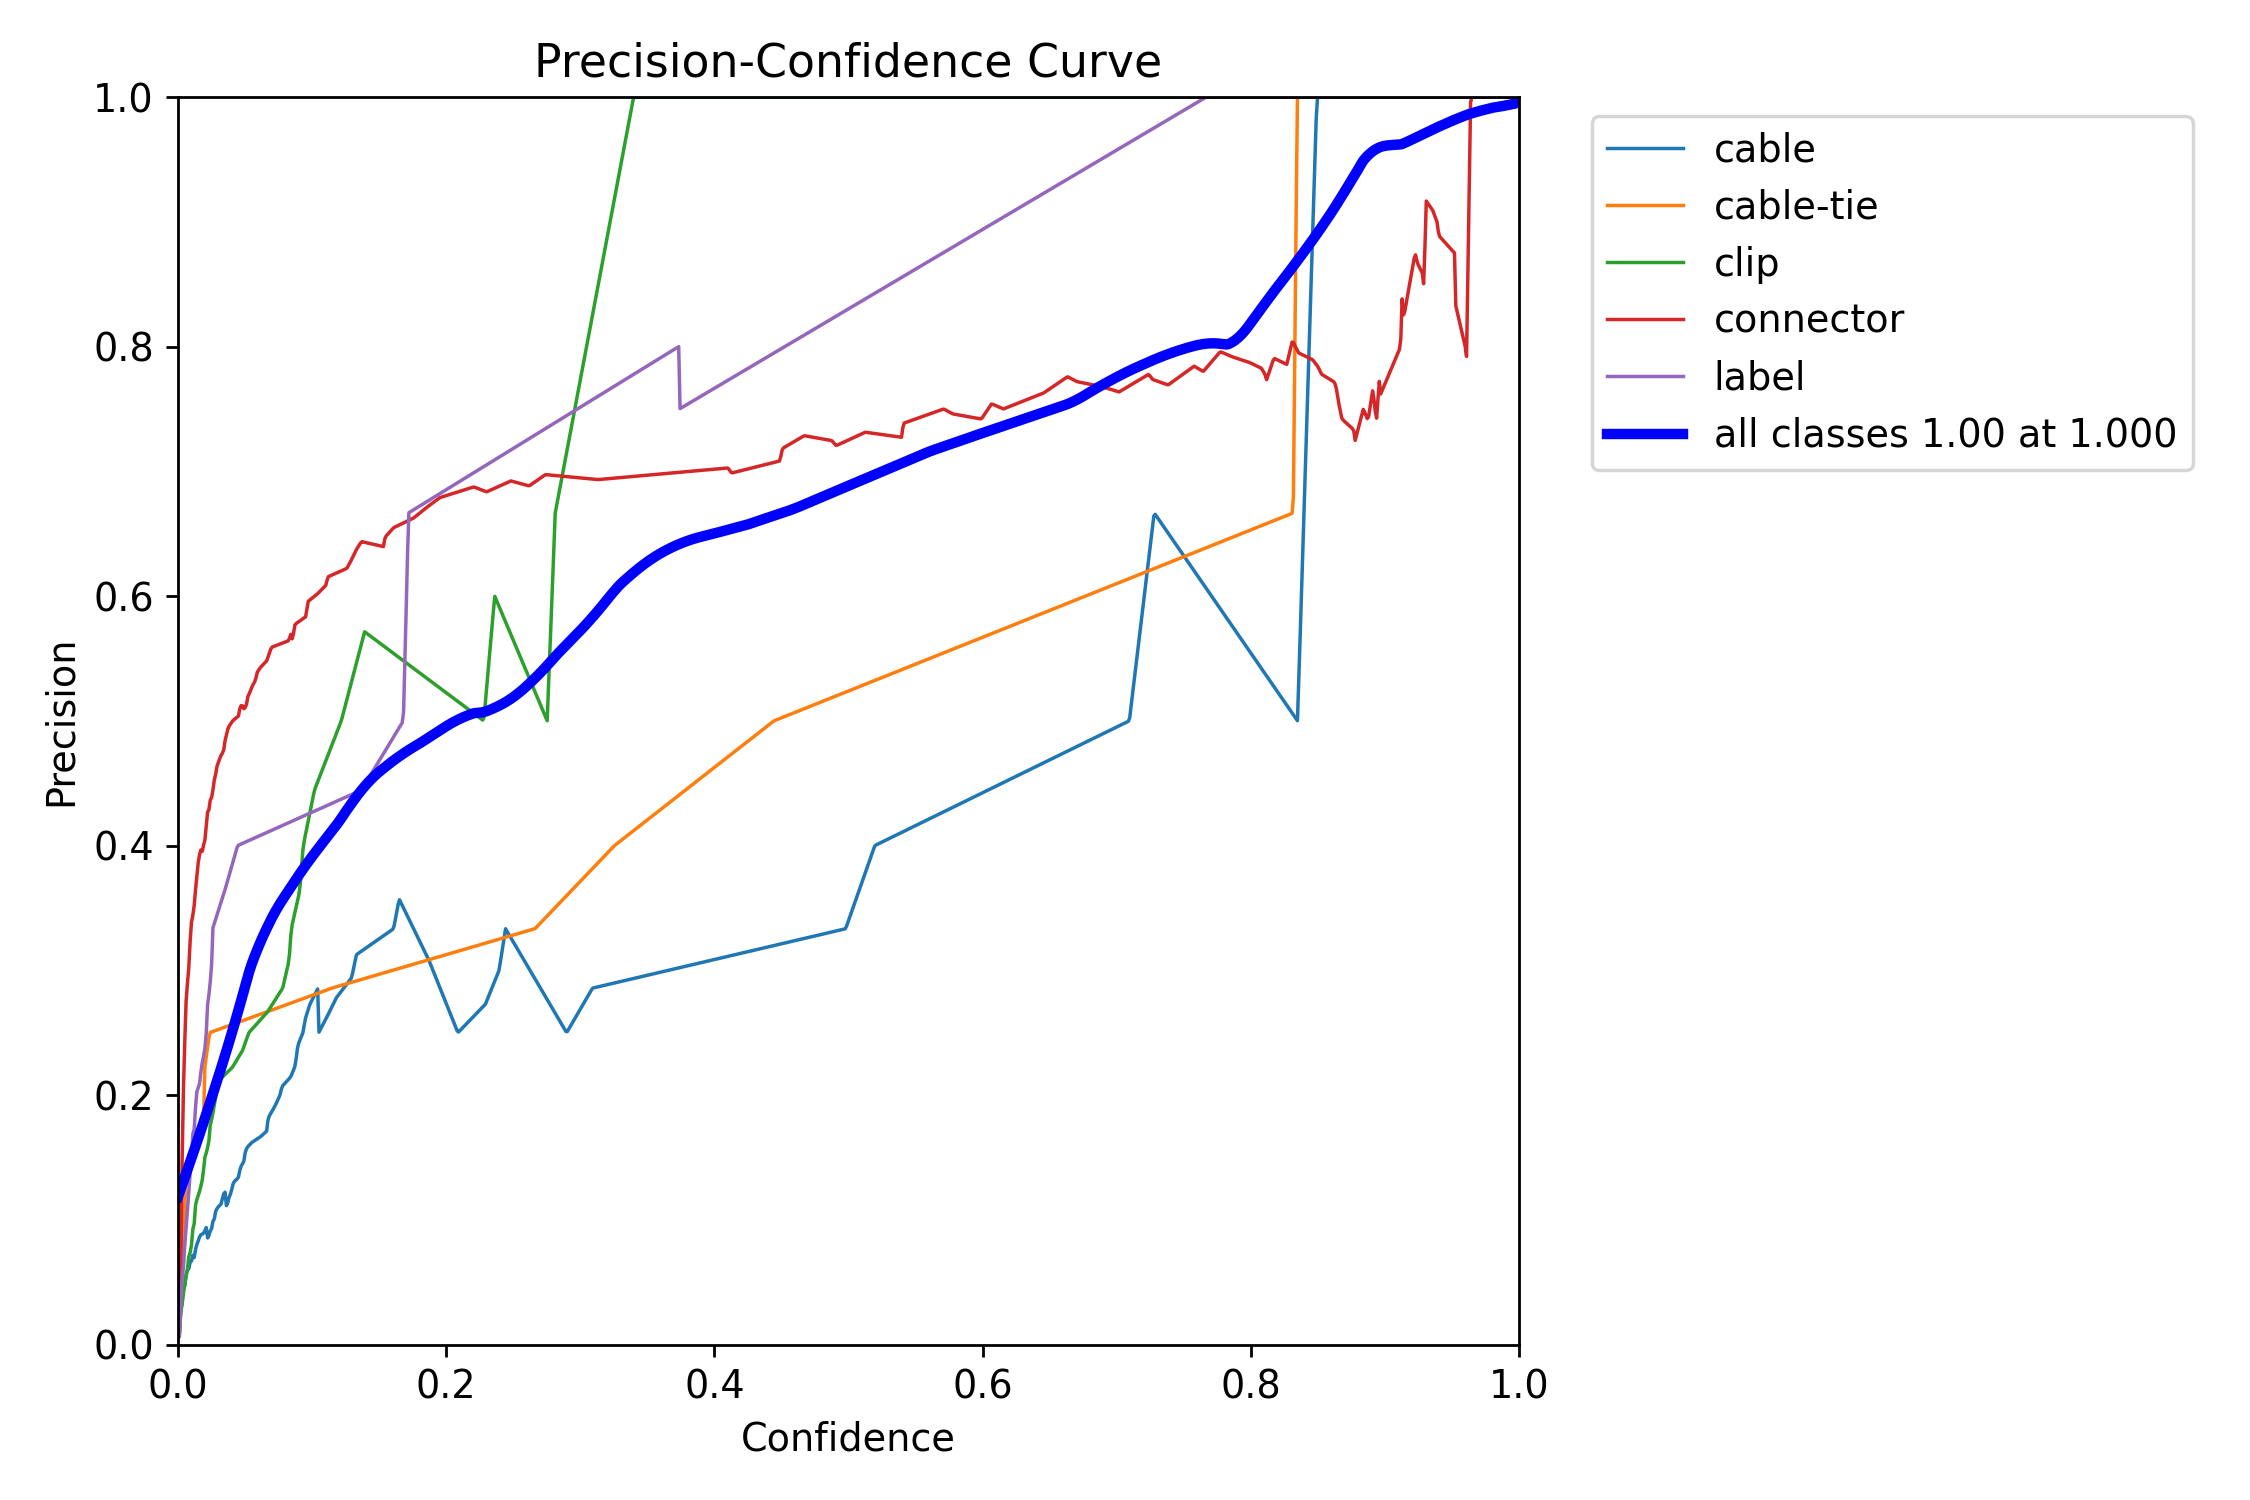 Precision-Confidence Curve
1.0
0.8
0.6
0.4
0.2
0.0
Precision
0.0 0.2 0.4 0.6 0.8 1.0
Confidence
cable
cable-tie
clip
connector
label
all classes 1.00 at 1.000